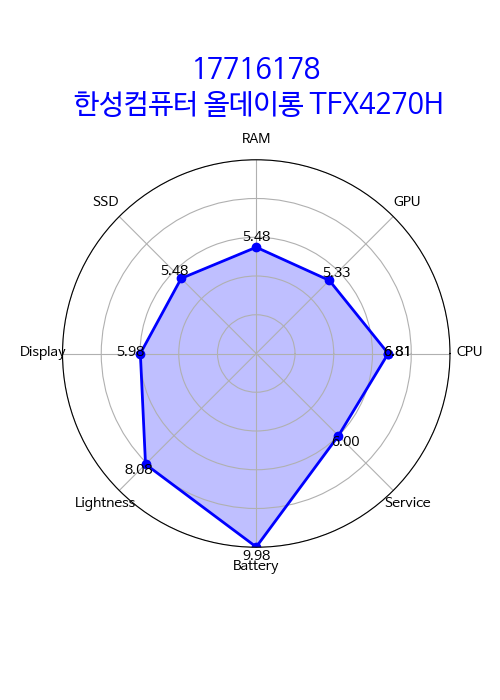 17716178
한성컴퓨터 올데이롱 TFX4270H
RAM
SSD
GPU
5.48
5.48
5.33
Display
5.98
6.81
CPU
8.08
6.00
Lightness
Service
9.98
Battery